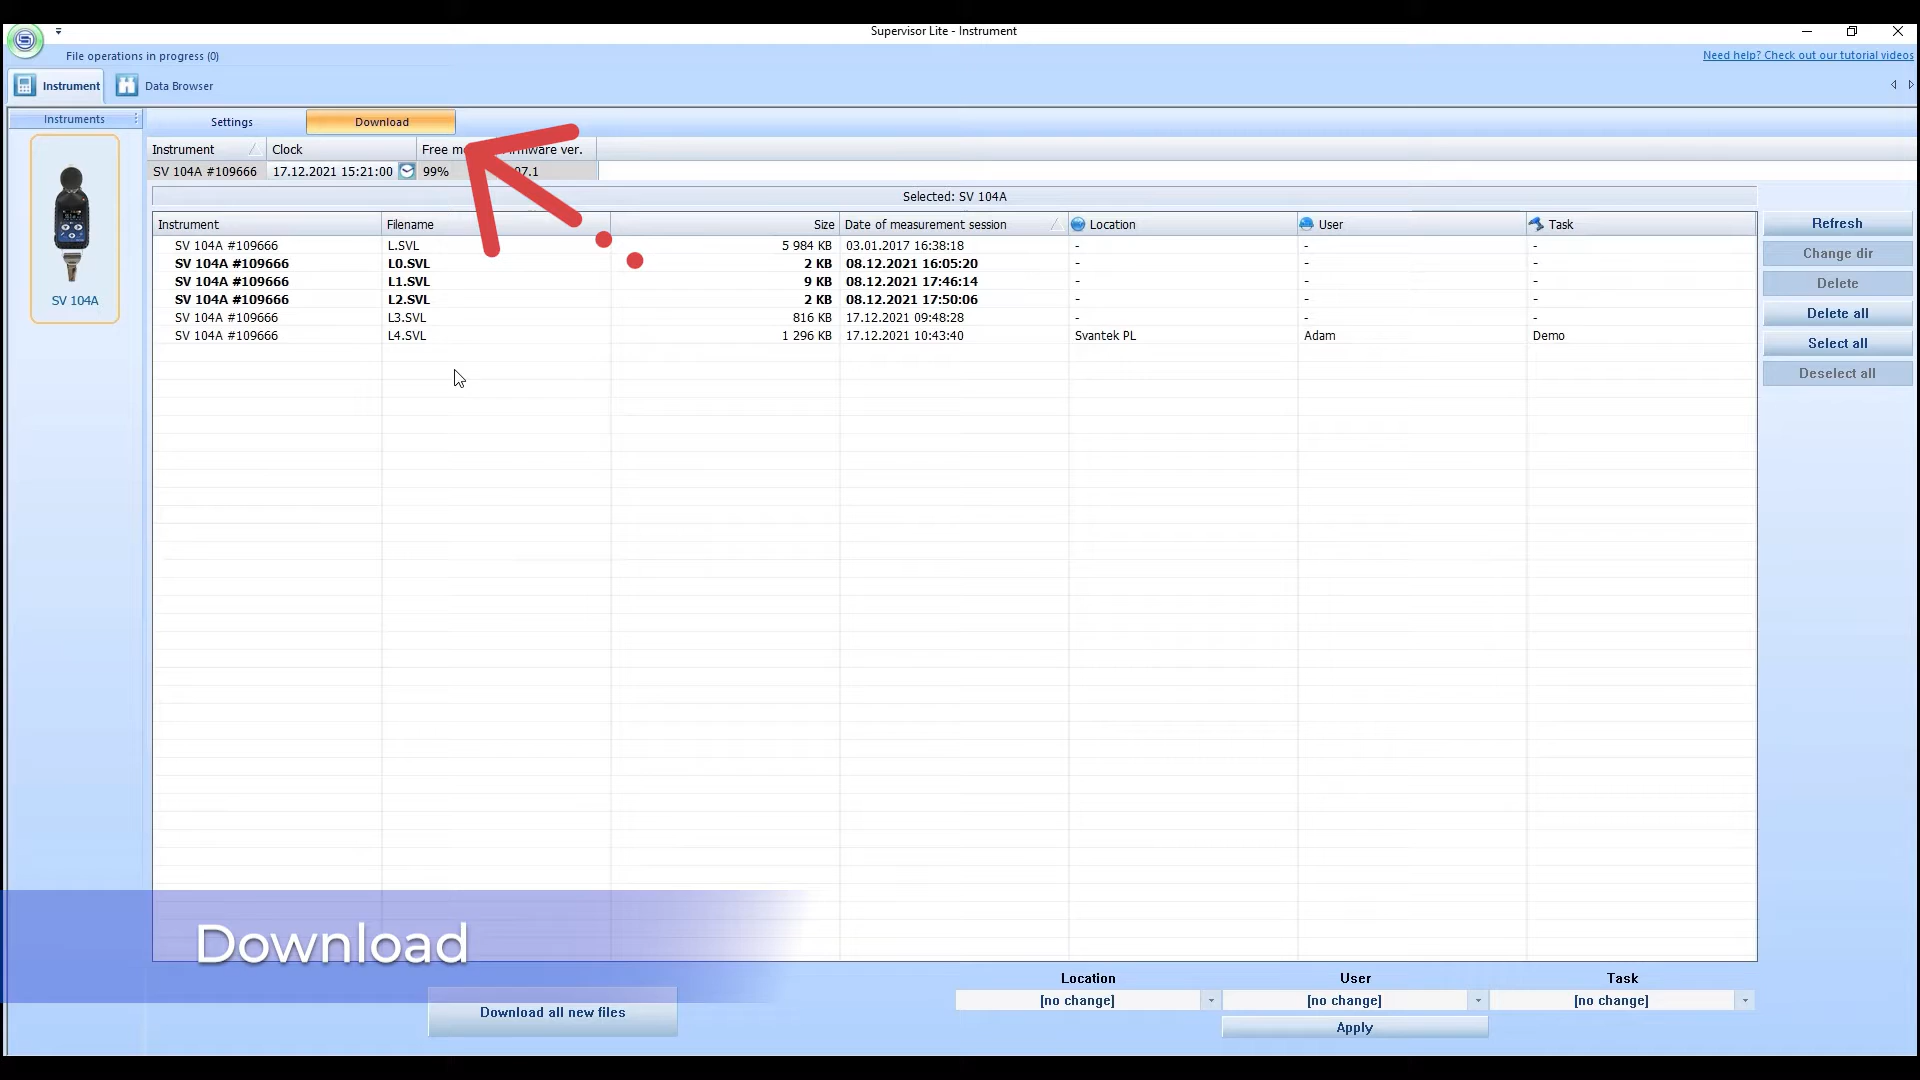 Supervisor Lite - Instrument
File operations in progress (0)
Need help? Check out our tutorial videos
Instrument
Data Browser
Instruments
Settings
Download
Instrument Clock Free ver.
SV 104A #109666 17.12.2021 15:21:00 99% 07.1
SV 104A
Selected: SV 104A
Instrument Filename Size Date of measurement session Location User Task
SV 104A #109666 L.SVL 5 984 KB 03.01.2017 16:38:18 - - -
SV 104A #109666 L0.SVL 2 KB 08.12.2021 16:05:20 - - -
SV 104A #109666 L1.SVL 9 KB 08.12.2021 17:46:14 - - -
SV 104A #109666 L2.SVL 2 KB 08.12.2021 17:50:06 - - -
SV 104A #109666 L3.SVL 816 KB 17.12.2021 09:48:28 - - -
SV 104A #109666 L4.SVL 1 296 KB 17.12.2021 10:43:40 Svantek PL Adam Demo
Refresh
Change dir
Delete
Delete all
Select all
Deselect all
Download
Download all new files
Location User Task
[no change] [no change] [no change]
Apply